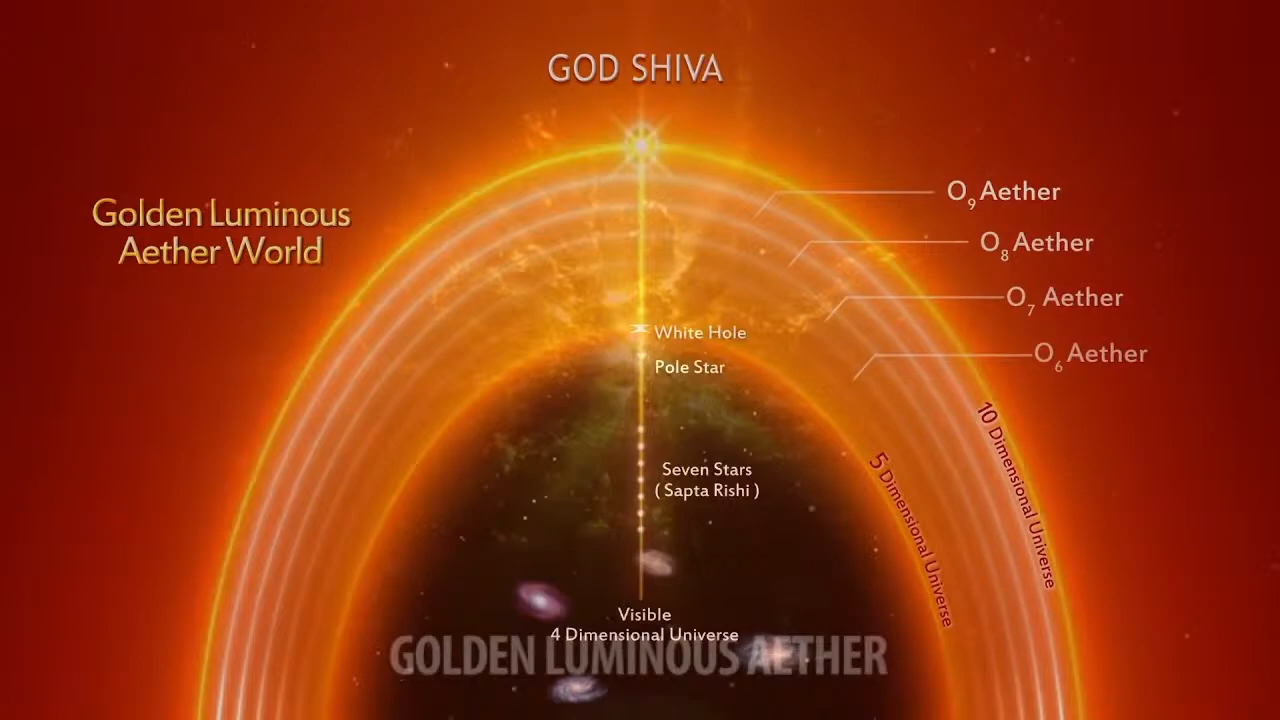 GOD SHIVA
Golden Luminous
Aether World
O₉ Aether
O₈ Aether
O₇ Aether
O₆ Aether
White Hole
Pole Star
Seven Stars
( Sapta Rishi )
5 Dimensional Universe
10 Dimensional Universe
Visible
4 Dimensional Universe
GOLDEN LUMINOUS AETHER